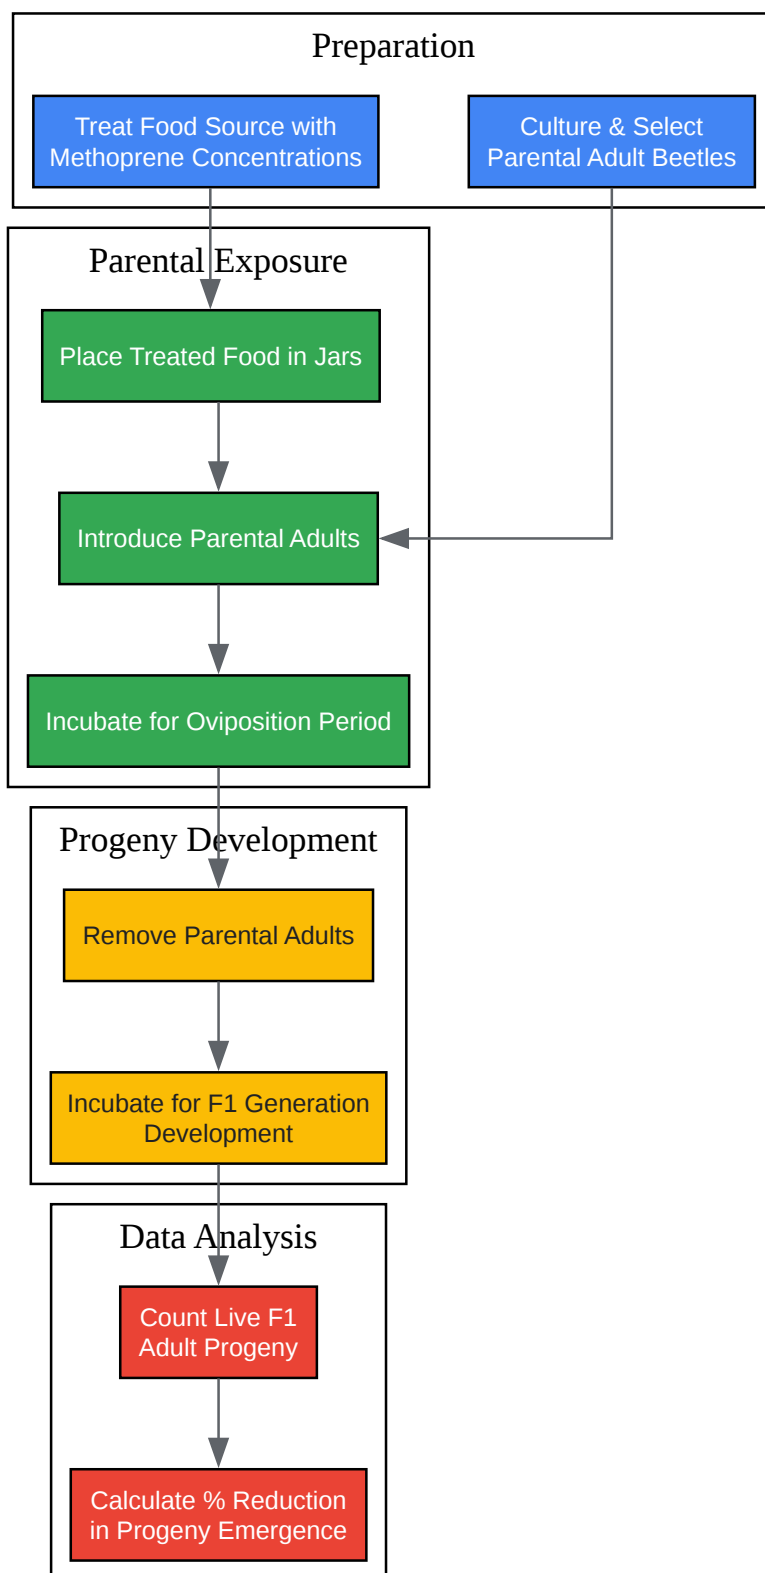 Preparation
Treat Food Source with
Methoprene Concentrations
Culture & Select
Parental Adult Beetles
Parental Exposure
Place Treated Food in Jars
Introduce Parental Adults
Incubate for Oviposition Period
Progeny Development
Remove Parental Adults
Incubate for F1 Generation
Development
Data Analysis
Count Live F1
Adult Progeny
Calculate % Reduction
in Progeny Emergence